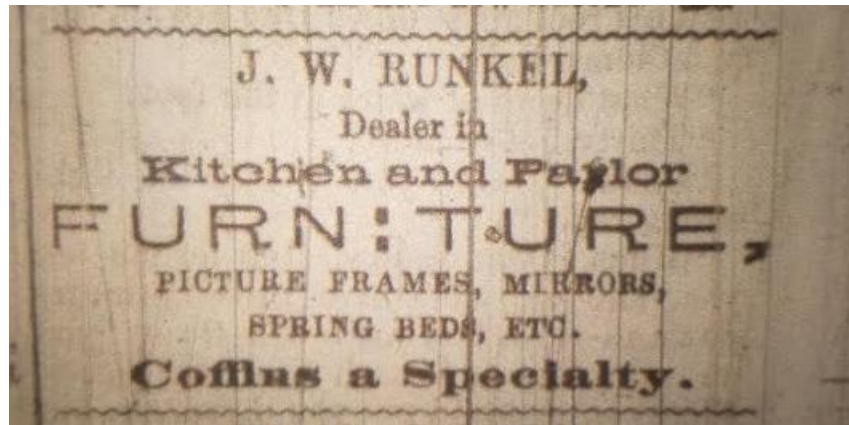 J. W. RUNKEL,
Dealer in
Kitchen and Parlor
FURNITURE,
PICTURE FRAMES, MIRRORS,
SPRING BEDS, ETC.
Coffins a Specialty.